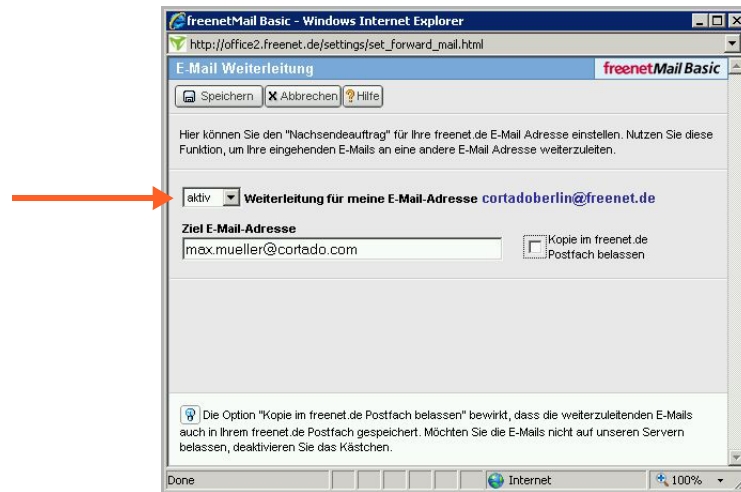 freenetMail Basic - Windows Internet Explorer
http://office2.freenet.de/settings/set_forward_mail.html
E-Mail Weiterleitung
freenetMail Basic
Speichern X Abbrechen ? Hilfe
Hier können Sie den "Nachsendeauftrag" für Ihre freenet.de E-Mail Adresse einstellen. Nutzen Sie diese
Funktion, um Ihre eingehenden E-Mails an eine andere E-Mail Adresse weiterzuleiten.
aktiv Weiterleitung für meine E-Mail-Adresse cortadoberlin@freenet.de
Ziel E-Mail-Adresse
max.mueller@cortado.com
Kopie im freenet.de
Postfach belassen
Die Option "Kopie im freenet.de Postfach belassen" bewirkt, dass die weiterzuleitenden E-Mails
auch in Ihrem freenet.de Postfach gespeichert. Möchten Sie die E-Mails nicht auf unseren Servern
belassen, deaktivieren Sie das Kästchen.
Done Internet 100%